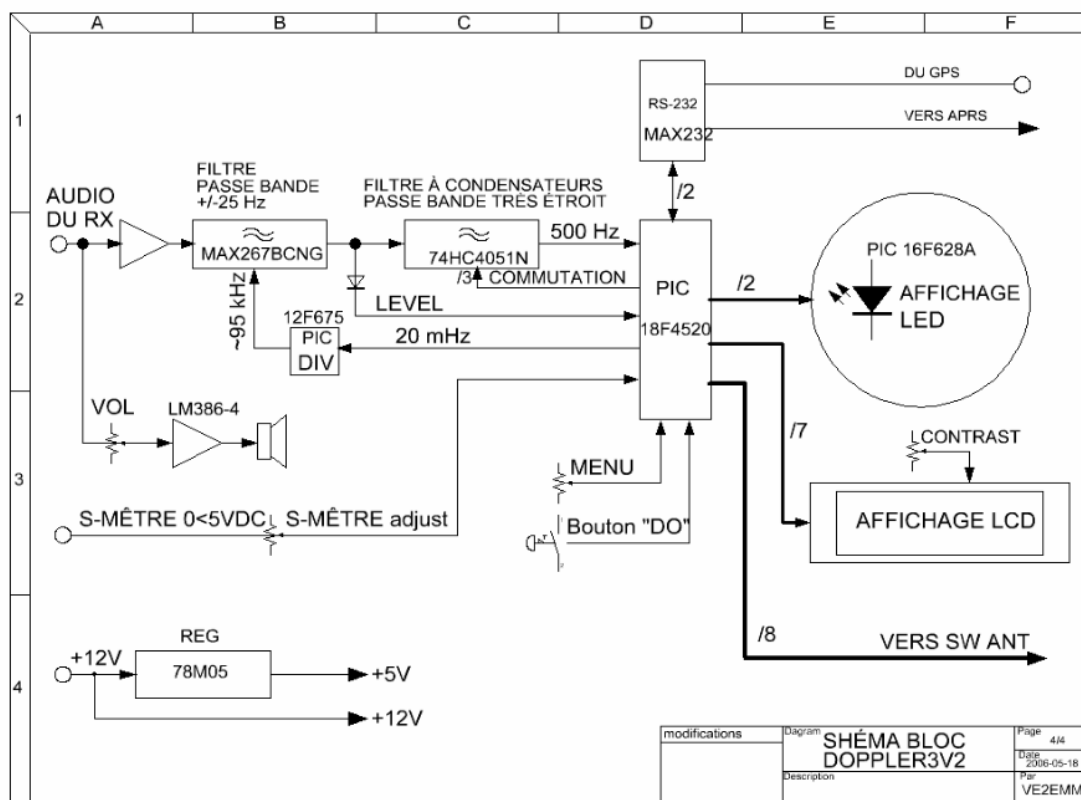 A B C D E F
1
2
3
4
DU GPS
RS-232
MAX232
VERS APRS
/2
FILTRE
PASSE BANDE
+/-25 Hz
FILTRE À CONDENSATEURS
PASSE BANDE TRÉS ÉTROIT
AUDIO
DU RX
MAX267BCNG
74HC4051N
500 Hz
/3 COMMUTATION
PIC
18F4520
/2
PIC 16F628A
AFFICHAGE
LED
LEVEL
~95 kHz
12F675
PIC
DIV
20 mHz
VOL
LM386-4
/7
CONTRAST
MENU
S-MÊTRE 0<5VDC
S-MÊTRE adjust
Bouton "DO"
AFFICHAGE LCD
/8
VERS SW ANT
REG
+12V
78M05
+5V
+12V
modifications
Diagram
SHÉMA BLOC
DOPPLER3V2
Page
4/4
Date
2006-05-18
Description
Par
VE2EMM